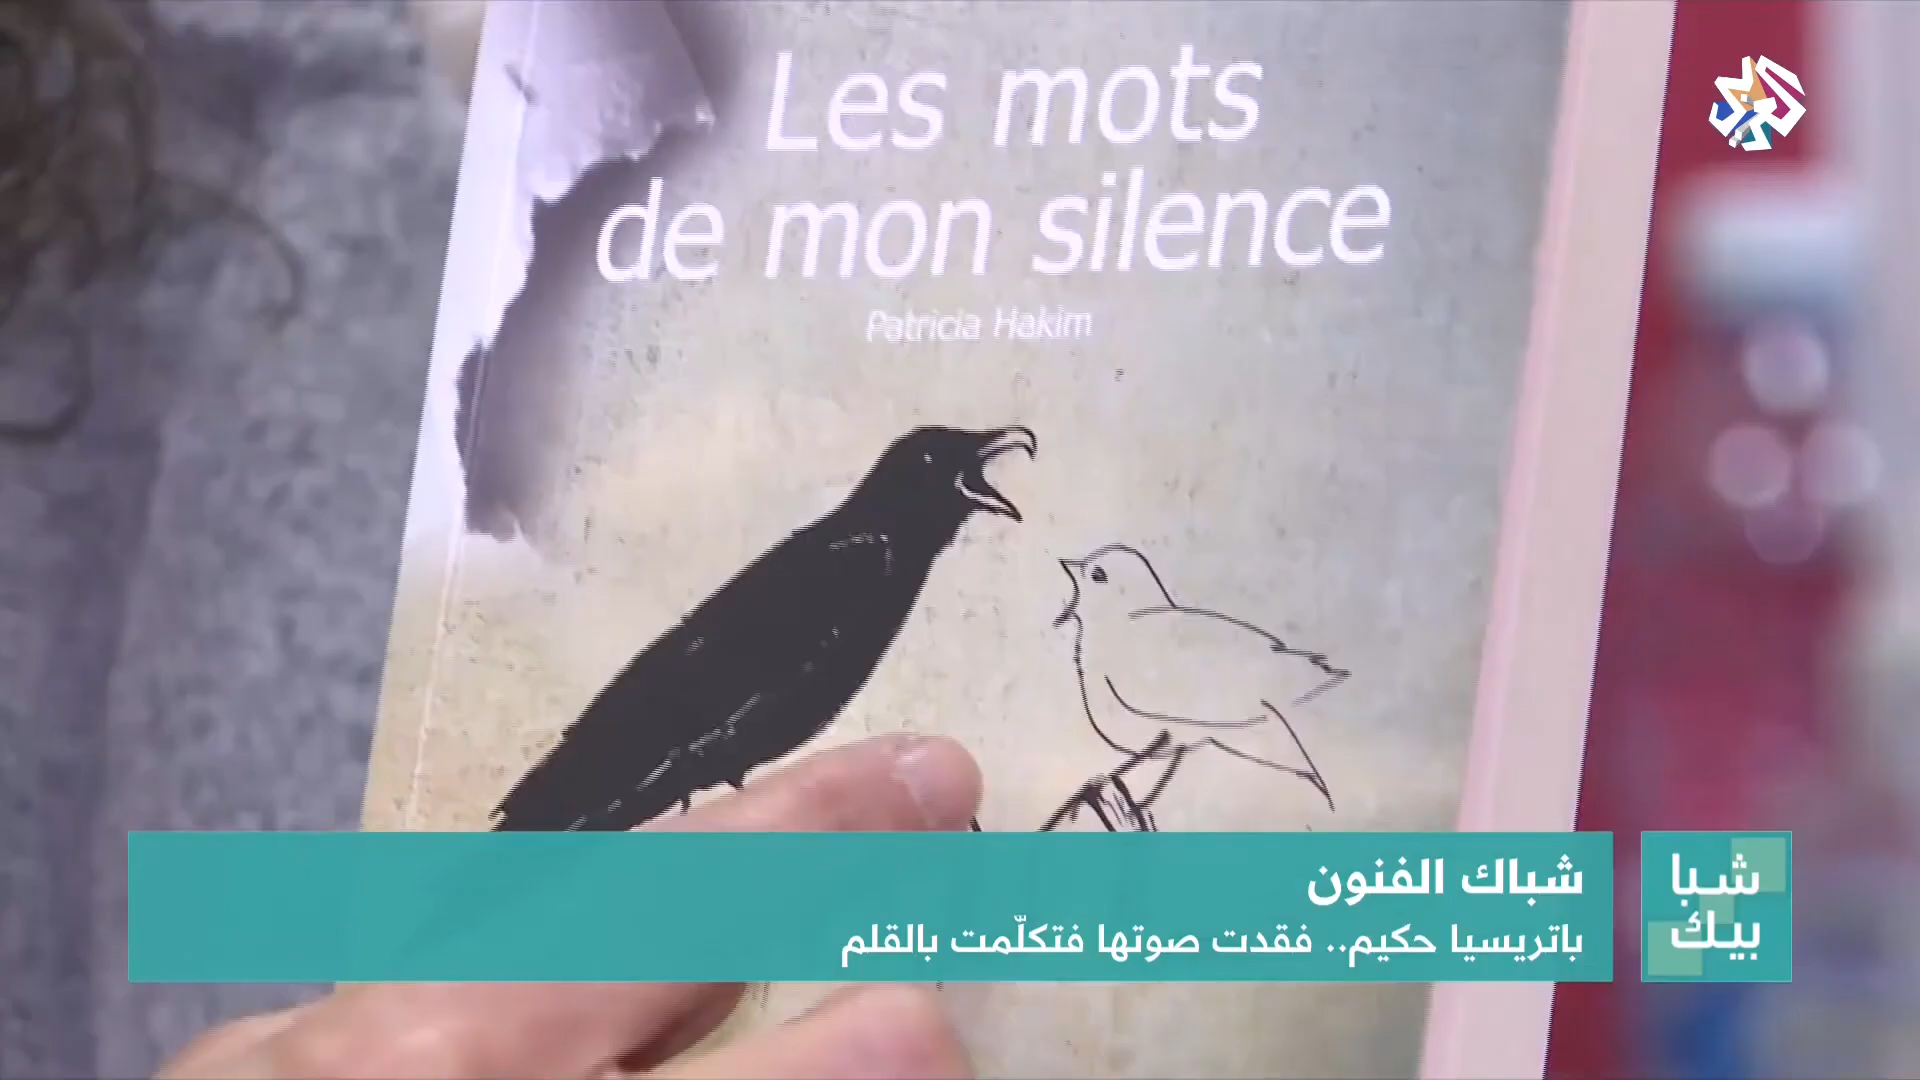 Les mots
de mon silence
Patricia Hakim
شباك الفنون
باتريسيا حكيم.. فقدت صوتها فتكلّمت بالقلم
شبا
بيك